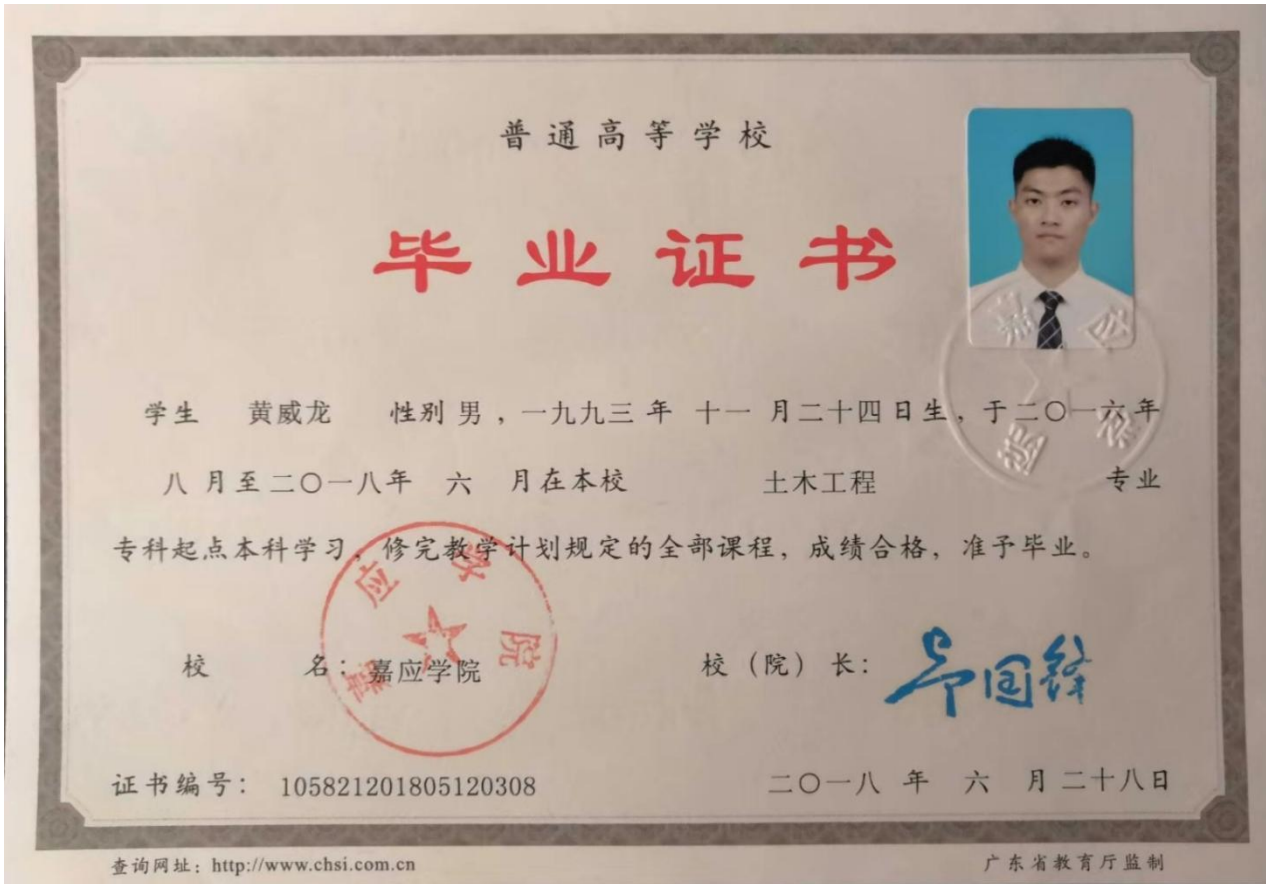 普通高等学校
毕业证书
学生 黄威龙 性别 男，一九九三 年 十一 月二十四日生，于二〇一六年
八 月至二〇一八年 六 月在本校 土木工程 专业
专科起点本科学习，修完教学计划规定的全部课程，成绩合格，准予毕业。
校 名：嘉应学院 校（院）长：
嘉应学院
证书编号： 105821201805120308 二〇一八 年 六 月二十八日
查询网址：http://www.chsi.com.cn 广东省教育厅监制